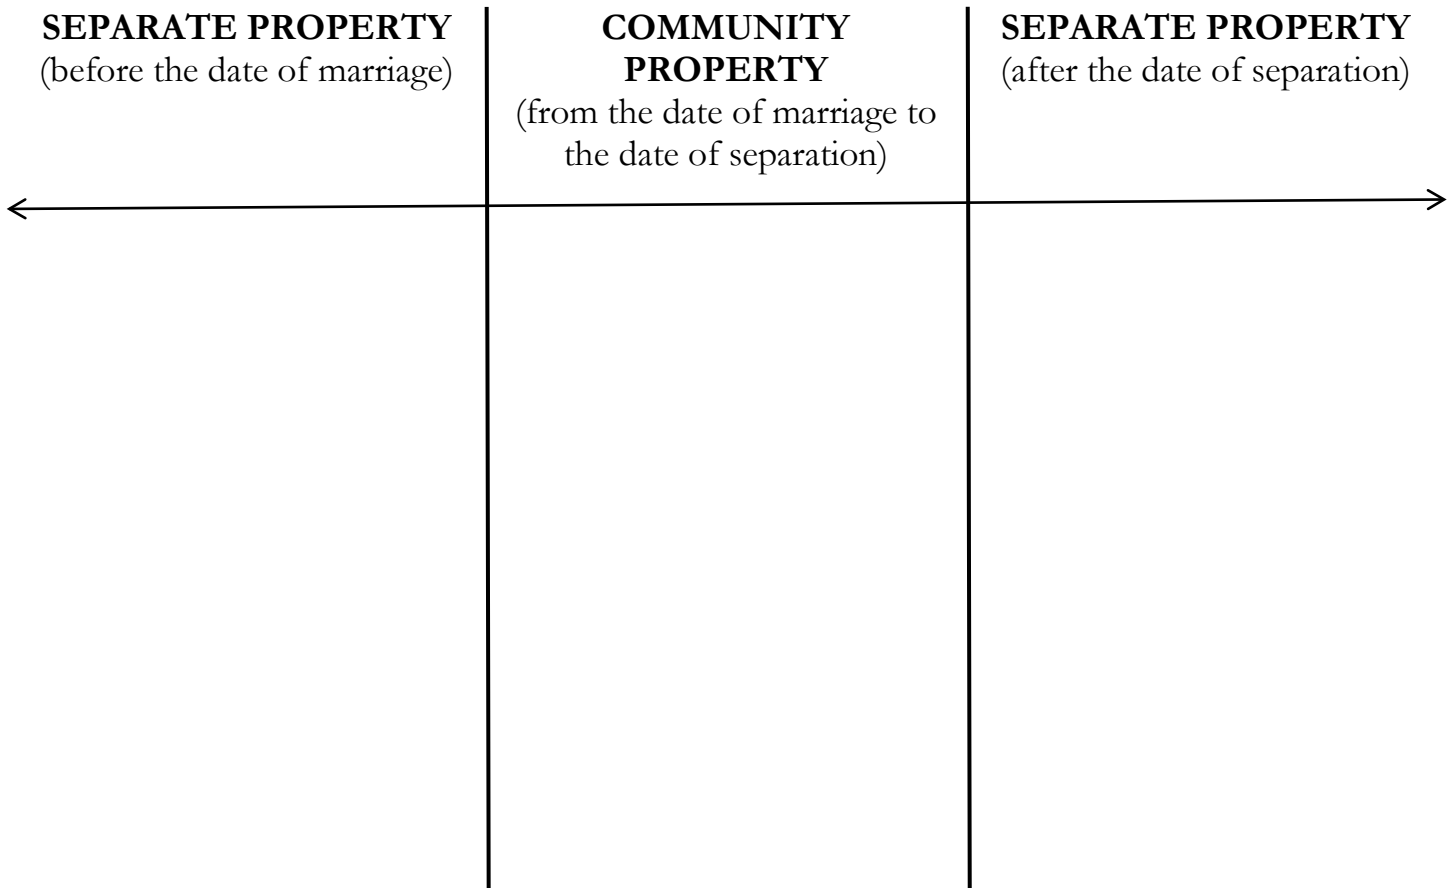 SEPARATE PROPERTY
(before the date of marriage)
COMMUNITY
PROPERTY
(from the date of marriage to
the date of separation)
SEPARATE PROPERTY
(after the date of separation)